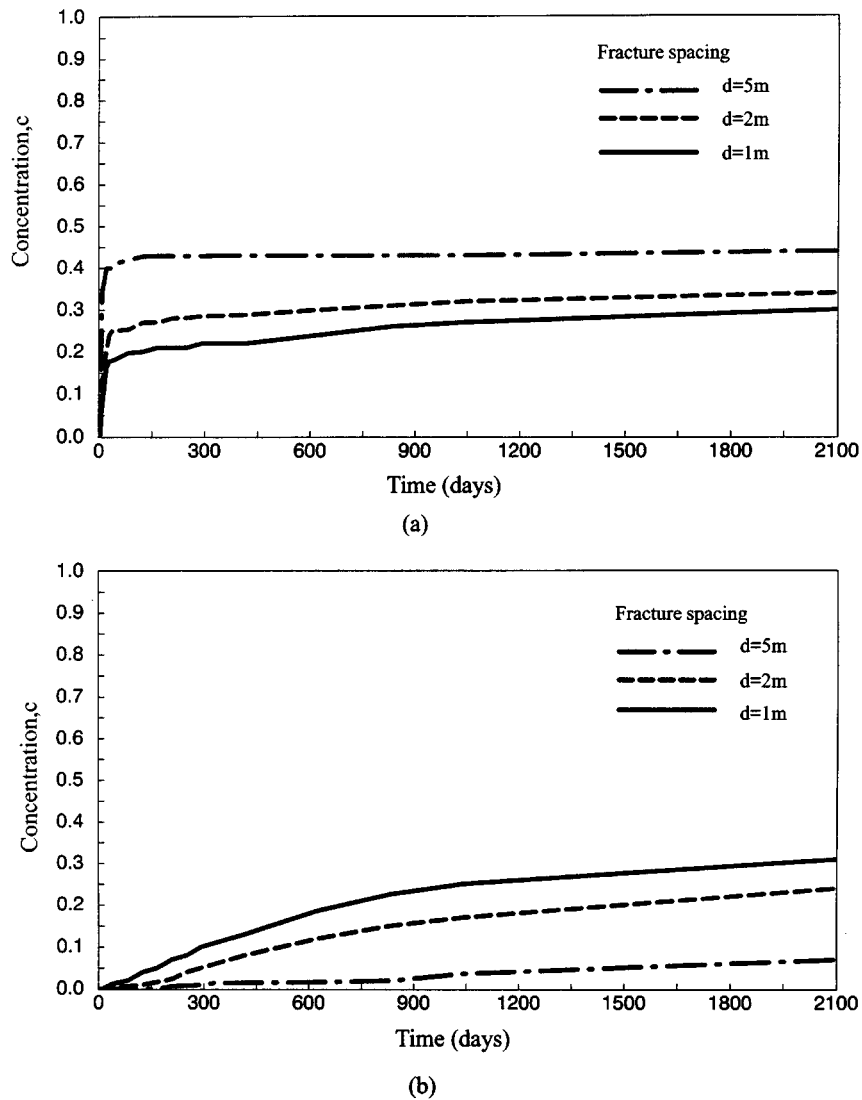 1.0
0.9
0.8
0.7
0.6
0.5
0.4
0.3
0.2
0.1
0.0
Concentration,c
Fracture spacing
d=5m
d=2m
d=1m
0 300 600 900 1200 1500 1800 2100
Time (days)
(a)
1.0
0.9
0.8
0.7
0.6
0.5
0.4
0.3
0.2
0.1
0.0
Concentration,c
Fracture spacing
d=5m
d=2m
d=1m
0 300 600 900 1200 1500 1800 2100
Time (days)
(b)